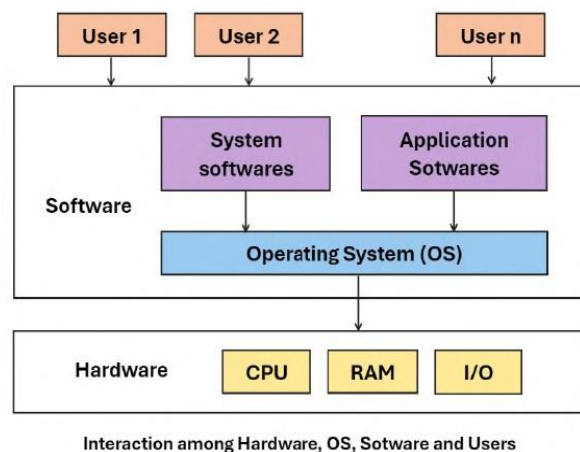 User 1
User 2
User n
System
softwares
Application
Sotwares
Software
Operating System (OS)
Hardware
CPU
RAM
I/O
Interaction among Hardware, OS, Sotware and Users